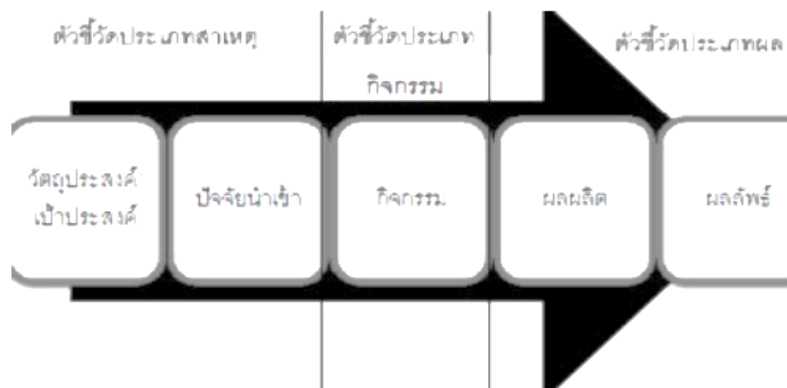 ตัวชี้วัดประเภทสาเหตุ
ตัวชี้วัดประเภท
กิจกรรม
ตัวชี้วัดประเภทผล
วัตถุประสงค์
เป้าประสงค์
ปัจจัยนำเข้า
กิจกรรม
ผลผลิต
ผลลัพธ์